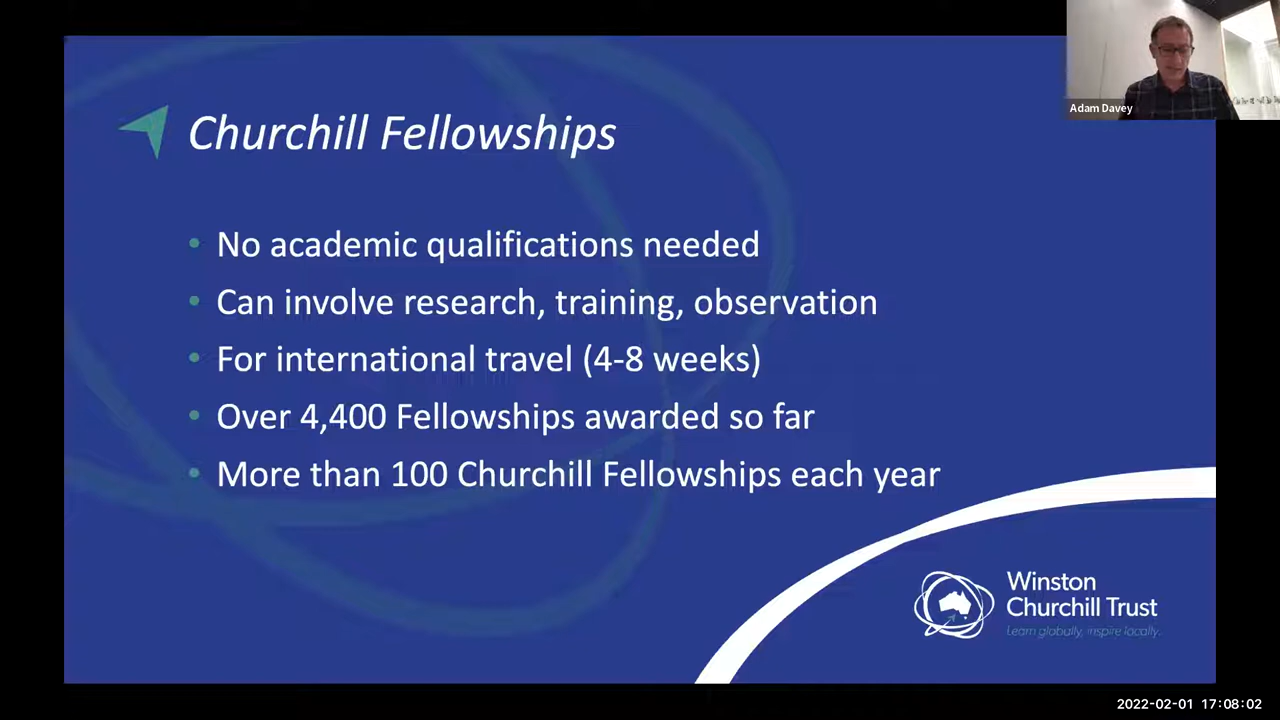 Adam Davey
Churchill Fellowships
• No academic qualifications needed
• Can involve research, training, observation
• For international travel (4-8 weeks)
• Over 4,400 Fellowships awarded so far
• More than 100 Churchill Fellowships each year
Winston
Churchill Trust
Learn globally, inspire locally.
2022-02-01 17:08:02